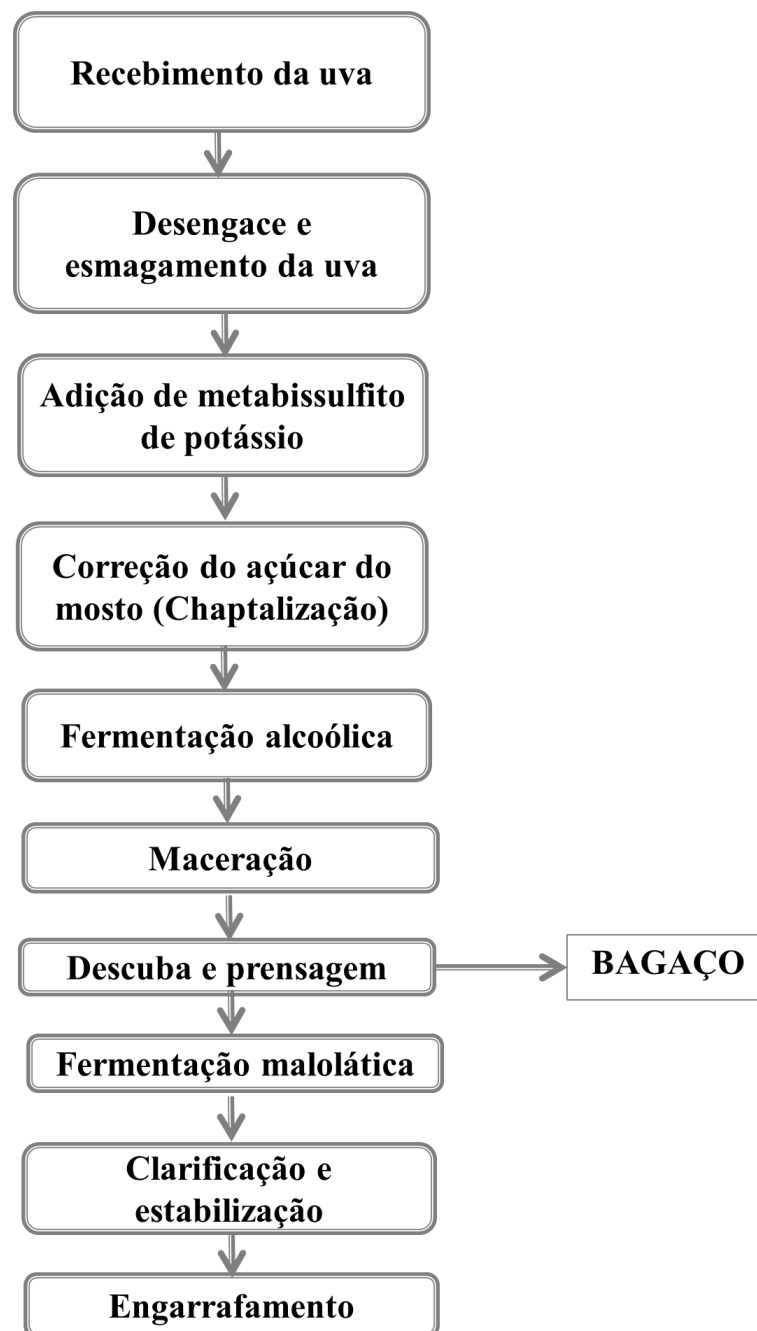 Recebimento da uva
Desengace e
esmagamento da uva
Adição de metabissulfito
de potássio
Correção do açúcar do
mosto (Chaptalização)
Fermentação alcoólica
Maceração
Descuba e prensagem
BAGAÇO
Fermentação malolática
Clarificação e
estabilização
Engarrafamento